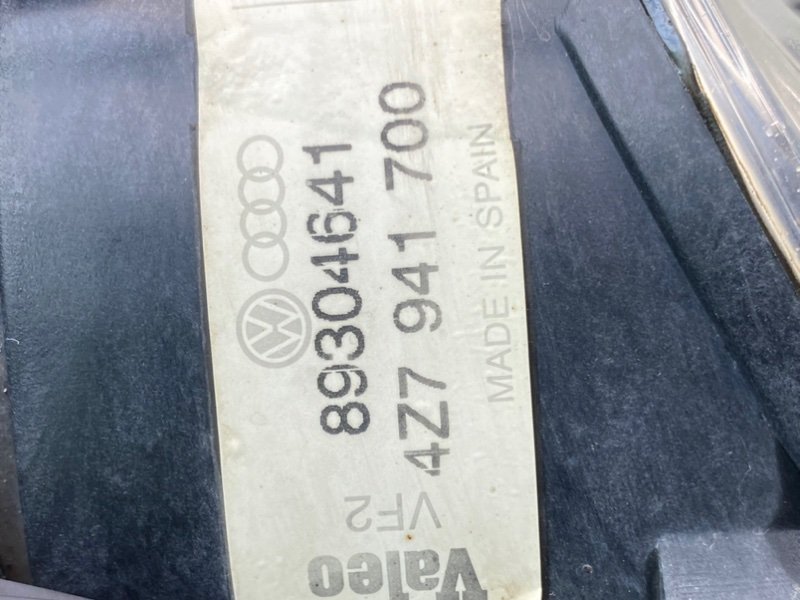 89304641
4Z7 941 700
MADE IN SPAIN
VF2
Valeo